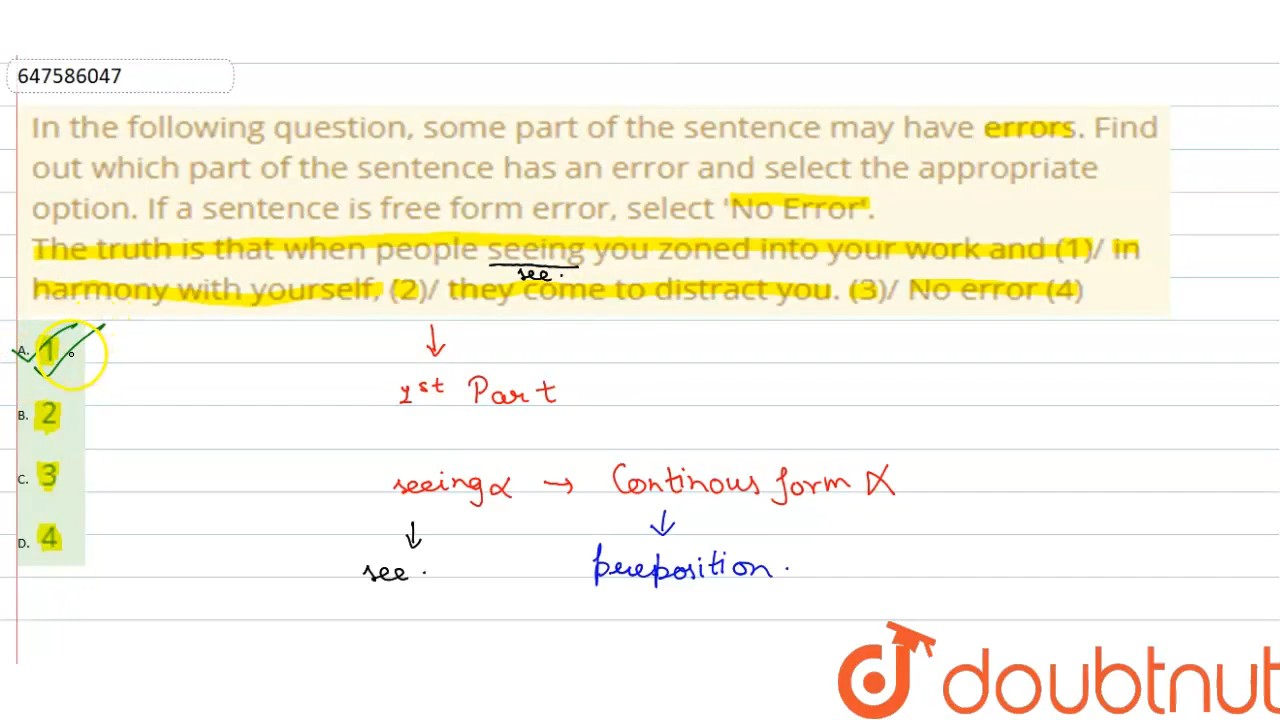 647586047
In the following question, some part of the sentence may have errors. Find
out which part of the sentence has an error and select the appropriate
option. If a sentence is free form error, select 'No Error'.
The truth is that when people seeing you zoned into your work and (1)/ in
see.
harmony with yourself, (2)/ they come to distract you. (3)/ No error (4)
A. 1
1st Part
B. 2
C. 3
seeing → Continous form
D. 4
see. preposition.
doubtnut